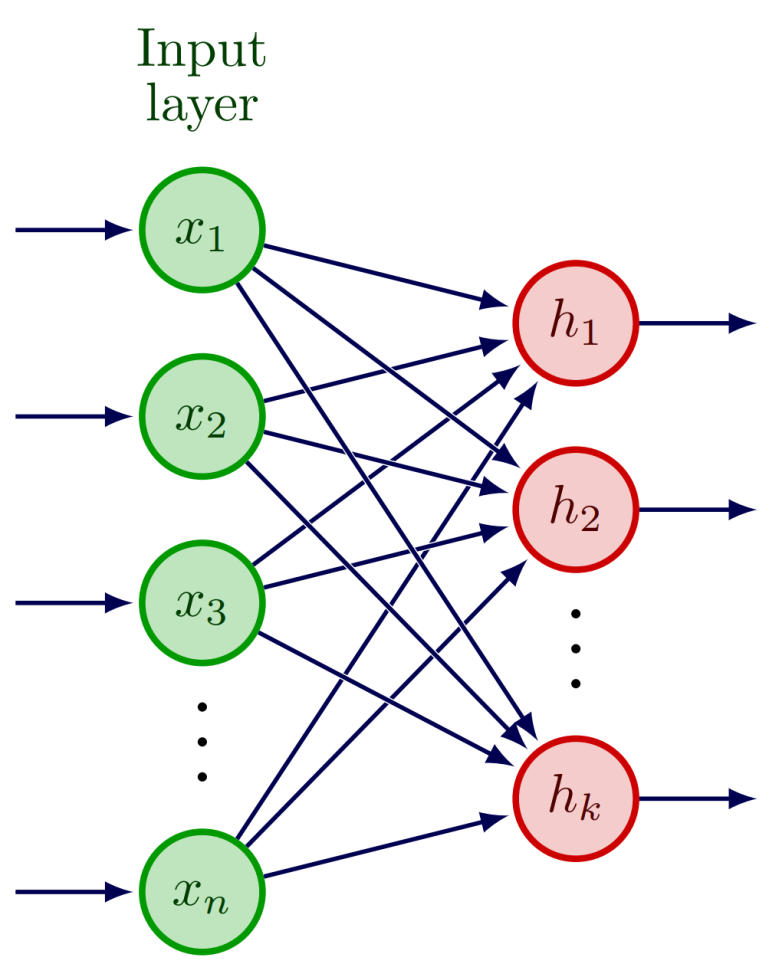 Input
layer
x₁
h₁
x₂
h₂
x₃
hₖ
xₙ